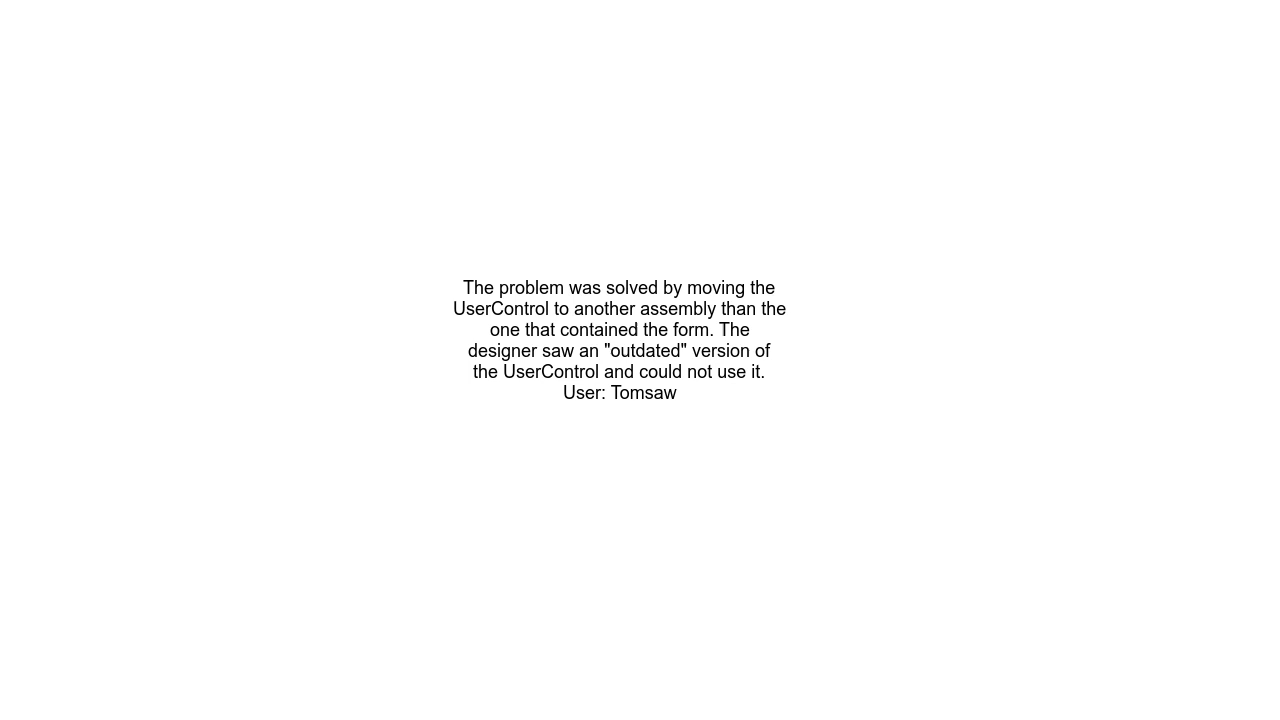 The problem was solved by moving the
UserControl to another assembly than the
one that contained the form. The
designer saw an "outdated" version of
the UserControl and could not use it.
User: Tomsaw